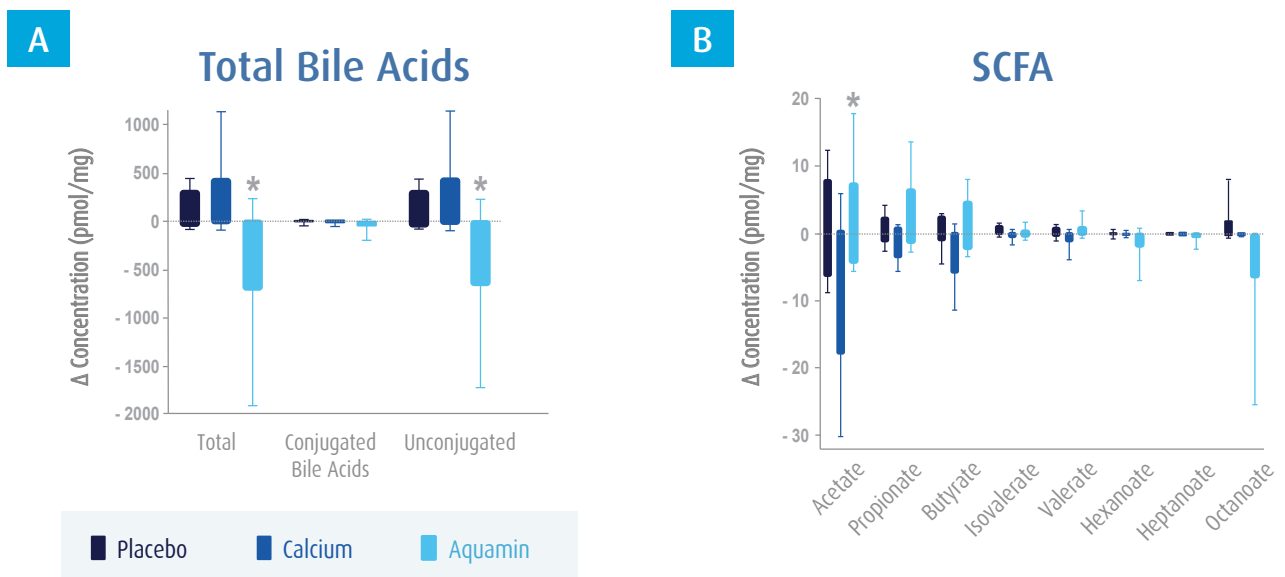 A
Total Bile Acids
Δ Concentration (pmol/mg)
1000
500
0
- 500
- 1000
- 1500
- 2000
*
*
Total
Conjugated
Bile Acids
Unconjugated
Placebo
Calcium
Aquamin
B
SCFA
Δ Concentration (pmol/mg)
20
10
0
- 10
- 20
- 30
*
Acetate
Propionate
Butyrate
Isovalerate
Valerate
Hexanoate
Heptanoate
Octanoate